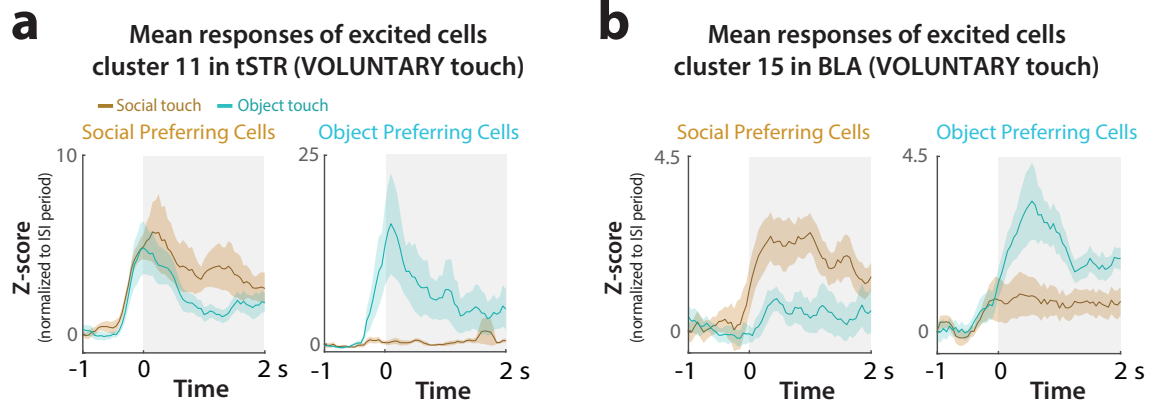 a
Mean responses of excited cells
cluster 11 in tSTR (VOLUNTARY touch)
Social touch
Object touch
Social Preferring Cells
Object Preferring Cells
Z-score
(normalized to ISI period)
10
0
-1
0
2 s
Time
25
0
-1
0
2 s
Time
b
Mean responses of excited cells
cluster 15 in BLA (VOLUNTARY touch)
Social Preferring Cells
Object Preferring Cells
Z-score
(normalized to ISI period)
4.5
0
-1
0
2 s
Time
4.5
0
-1
0
2 s
Time